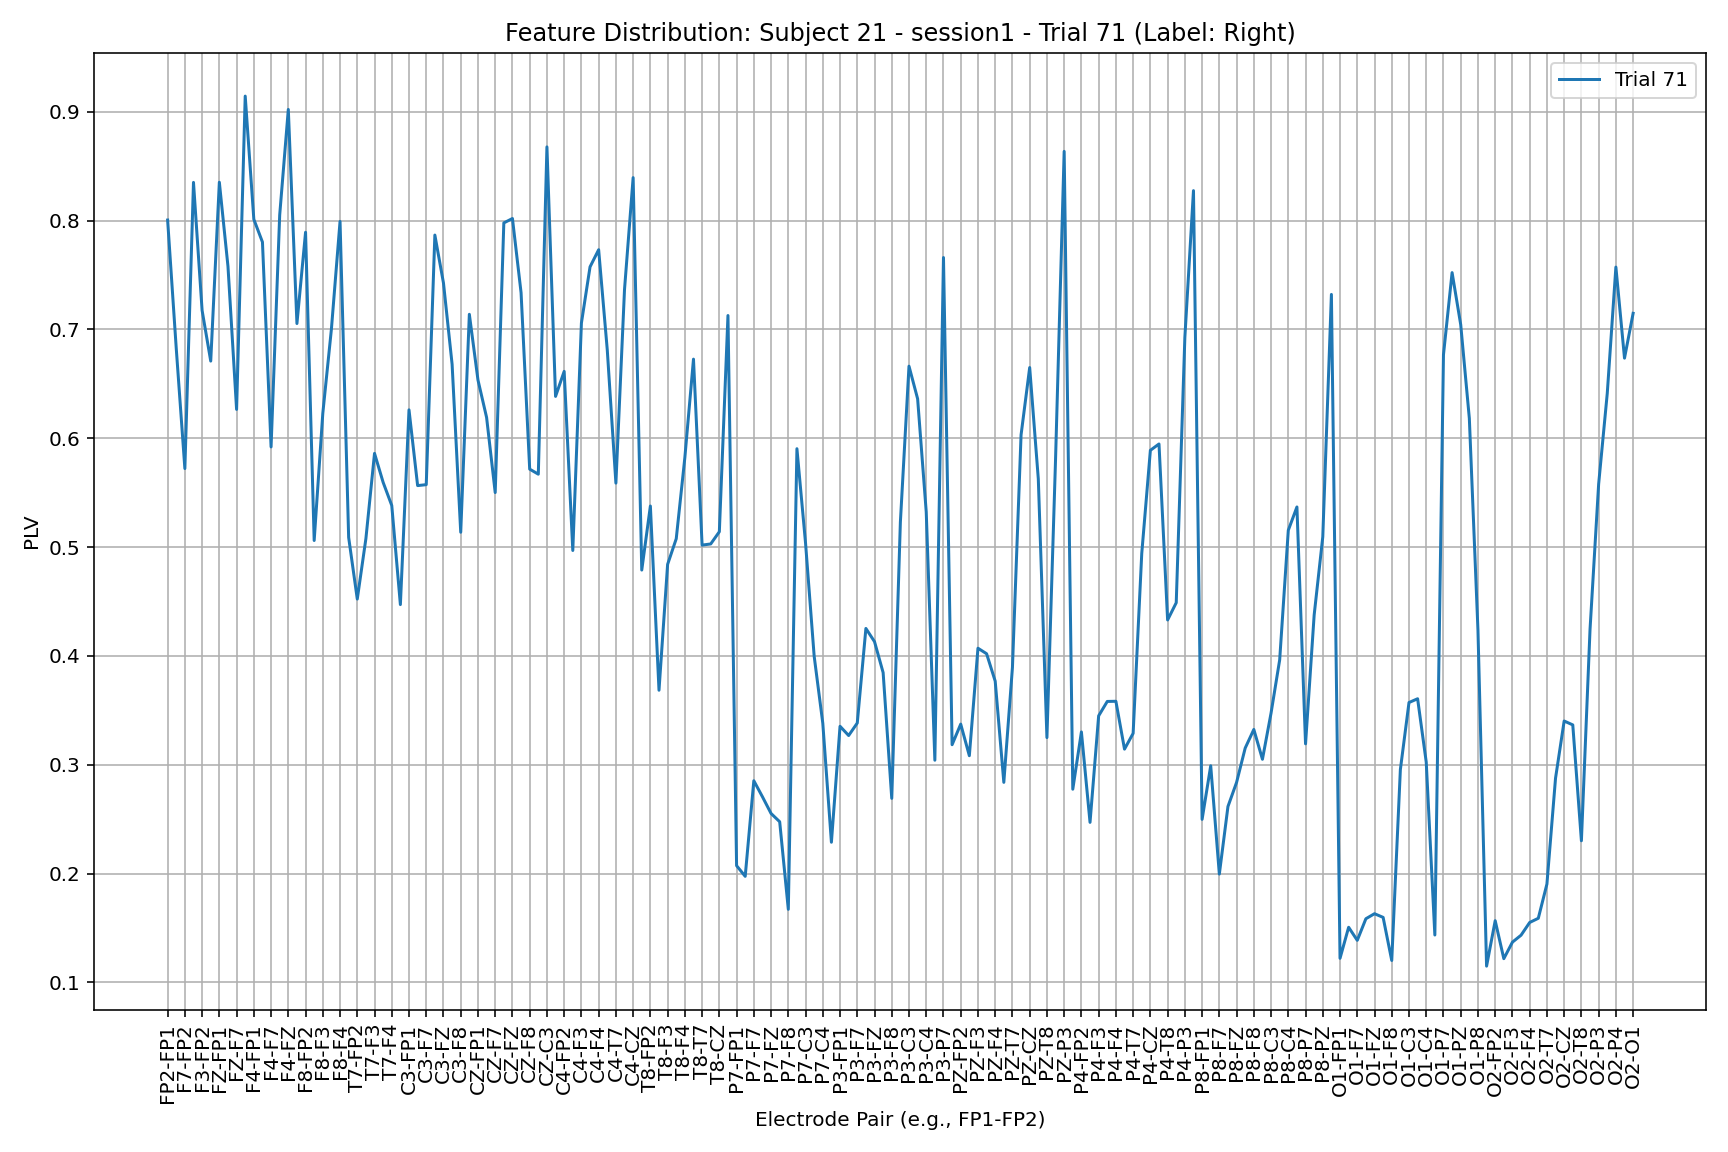 Feature Distribution: Subject 21 - session1 - Trial 71 (Label: Right)
Trial 71
PLV
0.9
0.8
0.7
0.6
0.5
0.4
0.3
0.2
0.1
FP2-FP1
F7-FP2
F3-FP2
FZ-FP1
FZ-F7
F4-FP1
F4-F7
F4-FZ
F8-FP2
F8-F3
F8-F4
T7-FP2
T7-F3
T7-F4
C3-FP1
C3-F7
C3-FZ
C3-F8
CZ-FP1
CZ-F7
CZ-FZ
CZ-F8
CZ-C3
C4-FP2
C4-F3
C4-F4
C4-T7
C4-CZ
T8-FP2
T8-F3
T8-F4
T8-T7
T8-CZ
P7-FP1
P7-F7
P7-FZ
P7-F8
P7-C3
P7-C4
P3-FP1
P3-F7
P3-FZ
P3-F8
P3-C3
P3-C4
P3-P7
PZ-FP2
PZ-F3
PZ-F4
PZ-T7
PZ-CZ
PZ-T8
PZ-P3
P4-FP2
P4-F3
P4-F4
P4-T7
P4-CZ
P4-T8
P4-P3
P8-FP1
P8-F7
P8-FZ
P8-F8
P8-C3
P8-C4
P8-P7
P8-PZ
O1-FP1
O1-F7
O1-FZ
O1-F8
O1-C3
O1-C4
O1-P7
O1-PZ
O1-P8
O2-FP2
O2-F3
O2-F4
O2-T7
O2-CZ
O2-T8
O2-P3
O2-P4
O2-O1
Electrode Pair (e.g., FP1-FP2)